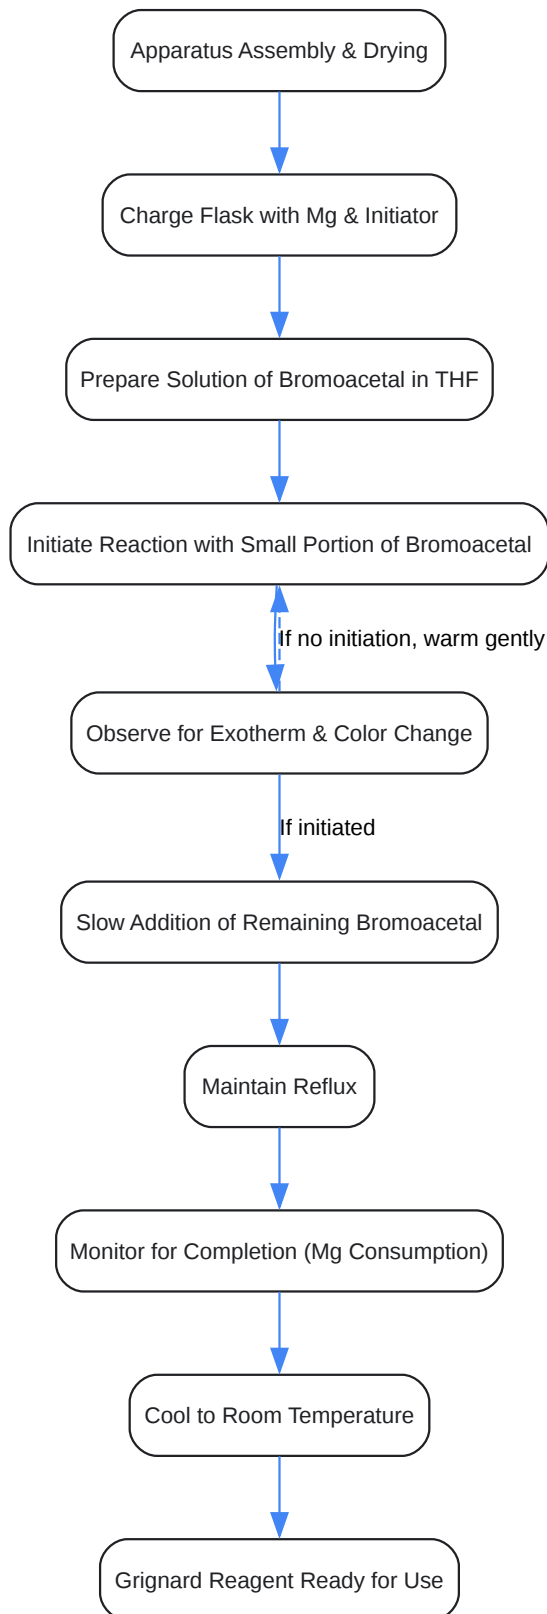 Apparatus Assembly & Drying
Charge Flask with Mg & Initiator
Prepare Solution of Bromoacetal in THF
Initiate Reaction with Small Portion of Bromoacetal
If no initiation, warm gently
Observe for Exotherm & Color Change
If initiated
Slow Addition of Remaining Bromoacetal
Maintain Reflux
Monitor for Completion (Mg Consumption)
Cool to Room Temperature
Grignard Reagent Ready for Use